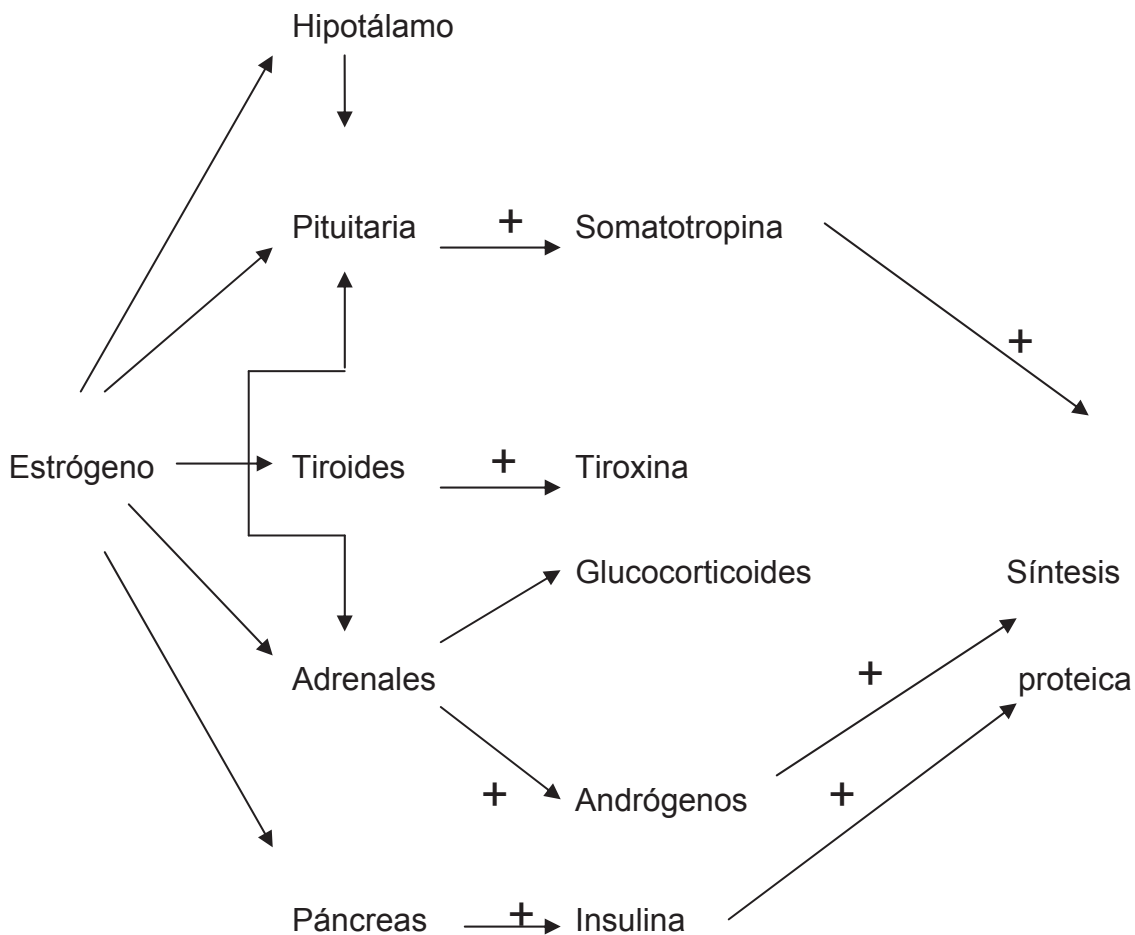 Hipotálamo
Pituitaria + Somatotropina
+
Estrógeno Tiroides + Tiroxina
Glucocorticoides Síntesis
Adrenales + proteica
+ Andrógenos +
Páncreas + Insulina